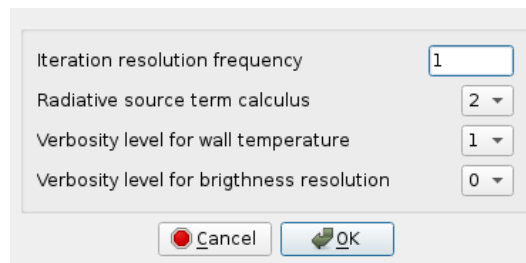 Iteration resolution frequency 1
Radiative source term calculus 2
Verbosity level for wall temperature 1
Verbosity level for brigthness resolution 0
Cancel OK